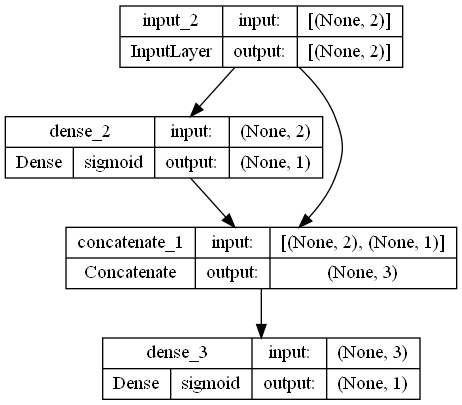 input_2 input: [(None, 2)]
InputLayer output: [(None, 2)]
dense_2 input: (None, 2)
Dense sigmoid output: (None, 1)
concatenate_1 input: [(None, 2), (None, 1)]
Concatenate output: (None, 3)
dense_3 input: (None, 3)
Dense sigmoid output: (None, 1)